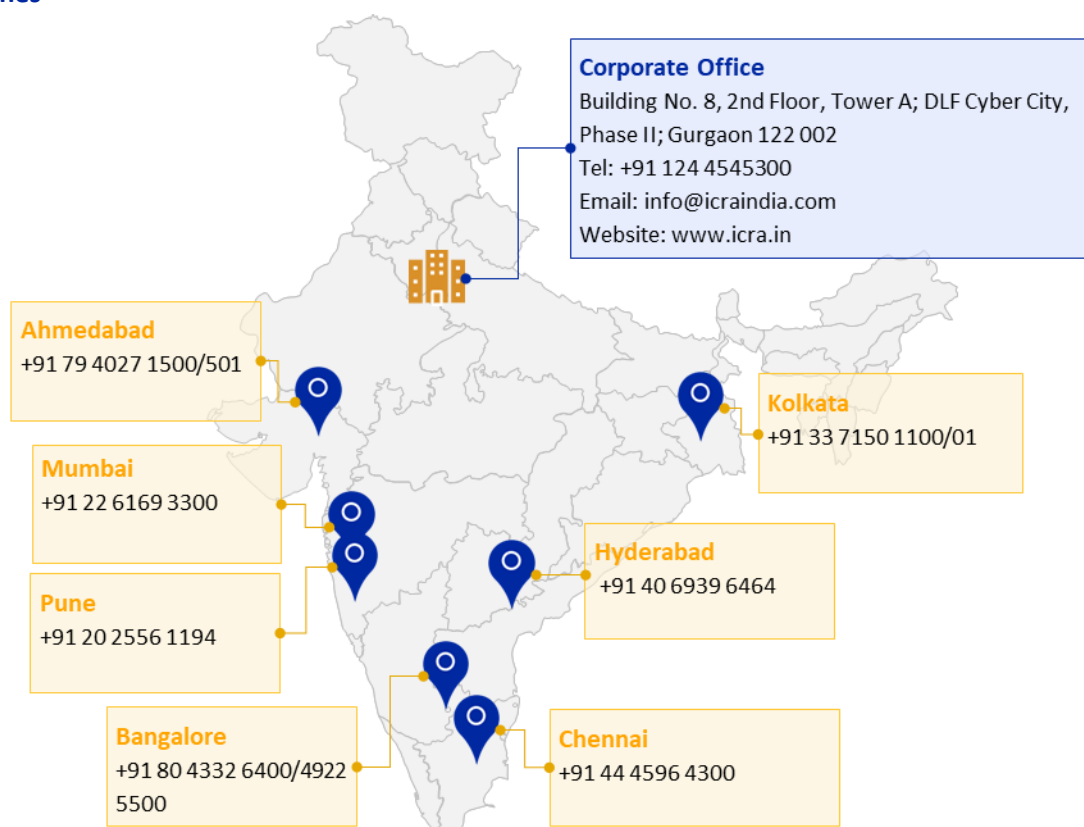 Corporate Office
Building No. 8, 2nd Floor, Tower A; DLF Cyber City,
Phase II; Gurgaon 122 002
Tel: +91 124 4545300
Email: info@icraindia.com
Website: www.icra.in
Ahmedabad
+91 79 4027 1500/501
Kolkata
+91 33 7150 1100/01
Mumbai
+91 22 6169 3300
Hyderabad
+91 40 6939 6464
Pune
+91 20 2556 1194
Bangalore
+91 80 4332 6400/4922
5500
Chennai
+91 44 4596 4300